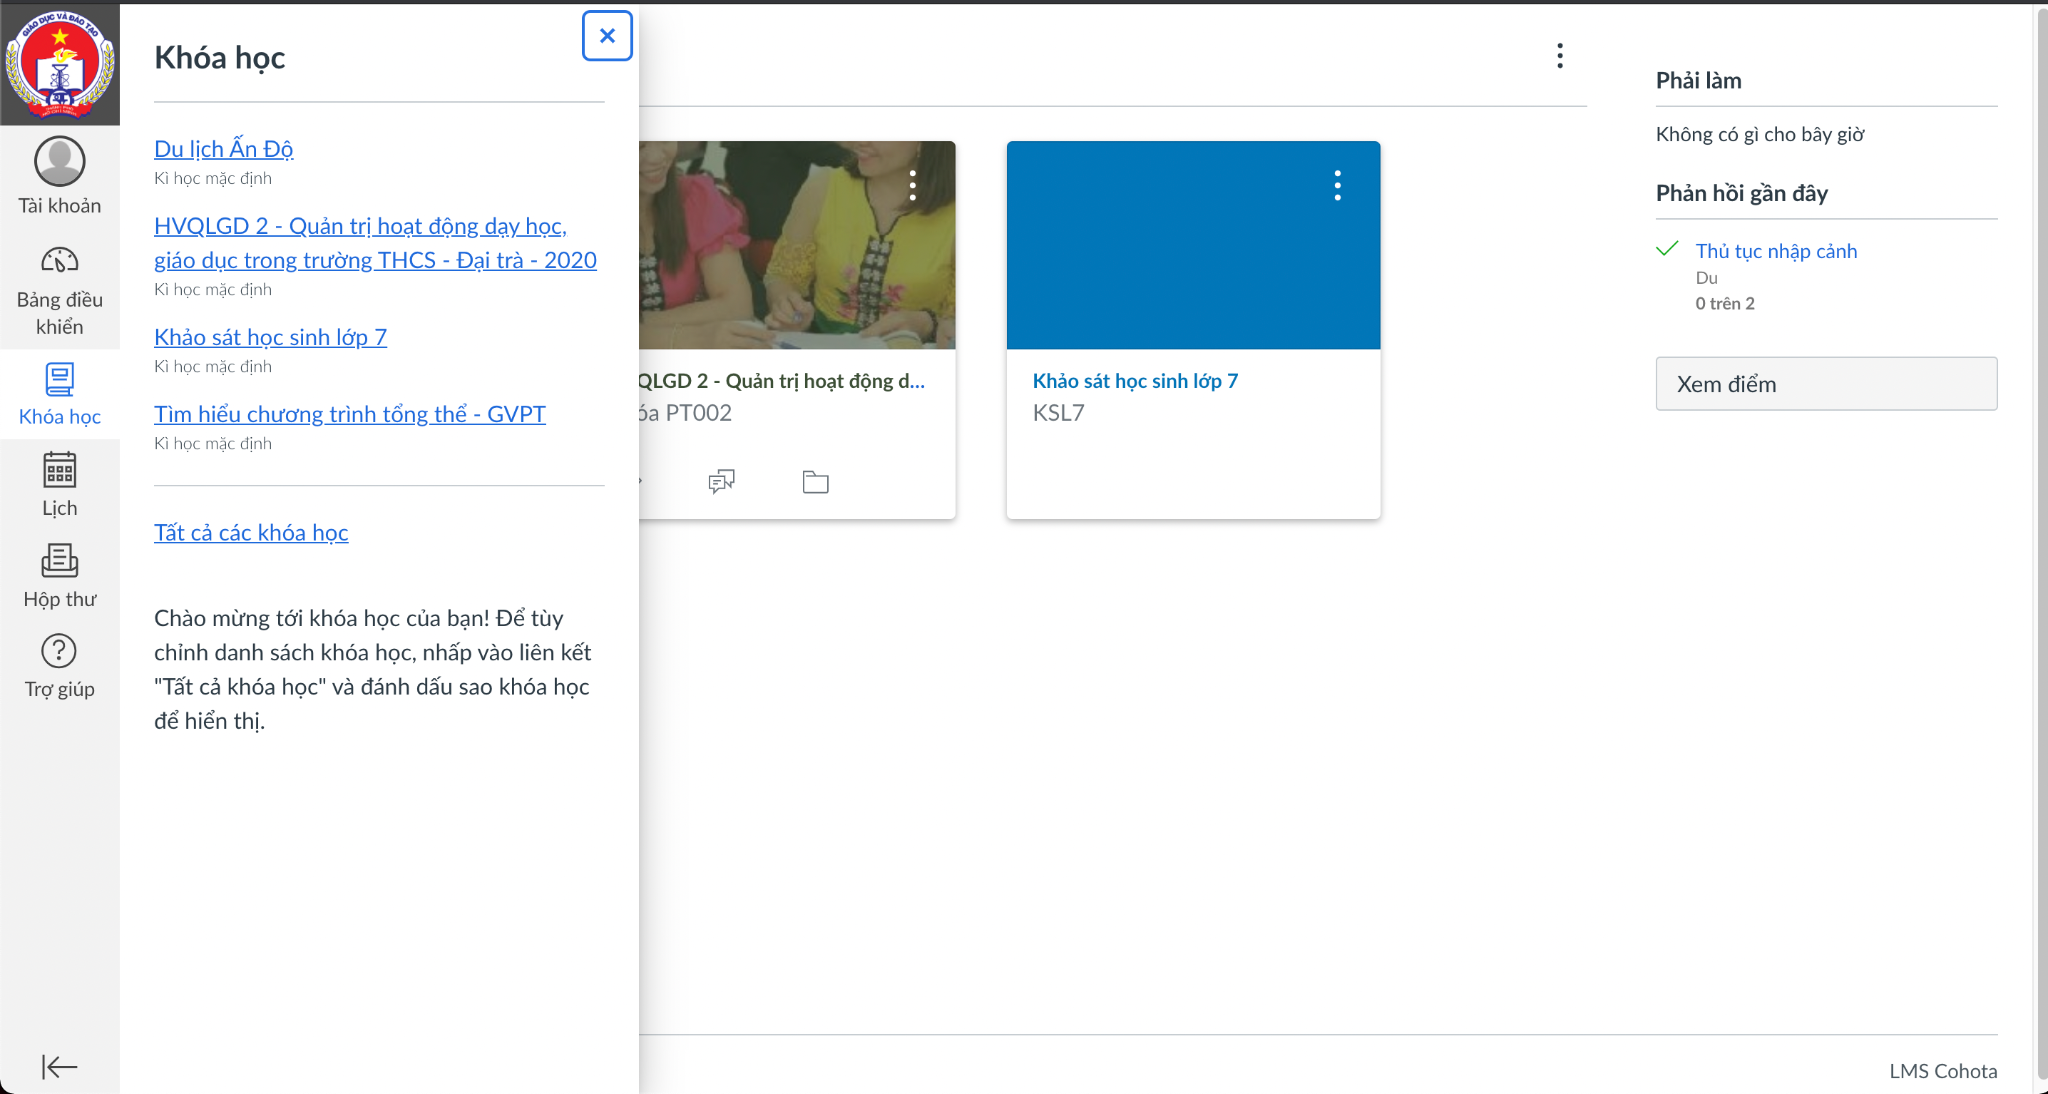 GIÁO DỤC VÀ ĐÀO TẠO
Tài khoản
Bảng điều
khiển
Khóa học
Lịch
Hộp thư
Trợ giúp
Khóa học
Du lịch Ấn Độ
Kì học mặc định
HVQLGD 2 - Quản trị hoạt động dạy học,
giáo dục trong trường THCS - Đại trà - 2020
Kì học mặc định
Khảo sát học sinh lớp 7
Kì học mặc định
Tìm hiểu chương trình tổng thể - GVPT
Kì học mặc định
Tất cả các khóa học
Chào mừng tới khóa học của bạn! Để tùy
chỉnh danh sách khóa học, nhấp vào liên kết
"Tất cả khóa học" và đánh dấu sao khóa học
để hiển thị.
QLGD 2 - Quản trị hoạt động d...
óa PT002
Khảo sát học sinh lớp 7
KSL7
Phải làm
Không có gì cho bây giờ
Phản hồi gần đây
Thủ tục nhập cảnh
Du
0 trên 2
Xem điểm
LMS Cohota